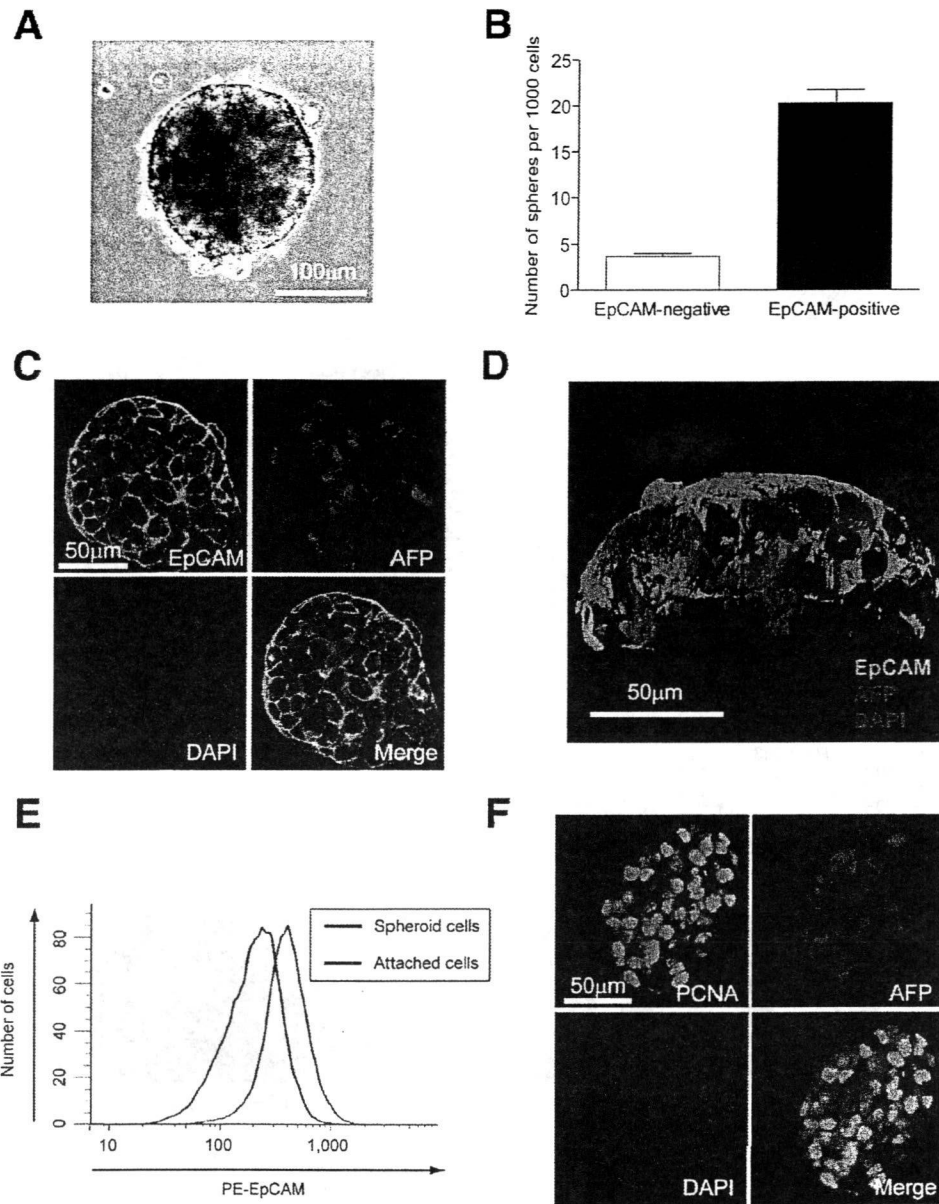 A
100µm
B
Number of spheres per 1000 cells
25
20
15
10
5
0
EpCAM-negative
EpCAM-positive
C
50µm
EpCAM
AFP
DAPI
Merge
D
50µm
EpCAM
AFP
DAPI
E
Number of cells
80
60
40
20
0
Spheroid cells
Attached cells
10
100
1,000
PE-EpCAM
F
50µm
PCNA
AFP
DAPI
Merge